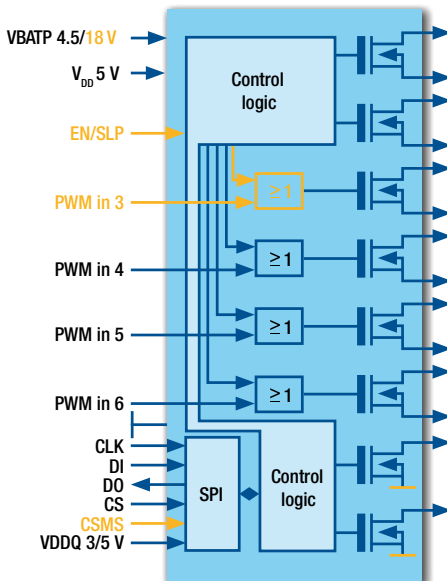 VBATP 4.5/18 V
Control
logic
VDD 5 V
EN/SLP
≥1
PWM in 3
≥1
PWM in 4
≥1
PWM in 5
≥1
PWM in 6
CLK
DI
DO
CS
CSMS
VDDQ 3/5 V
SPI
Control
logic